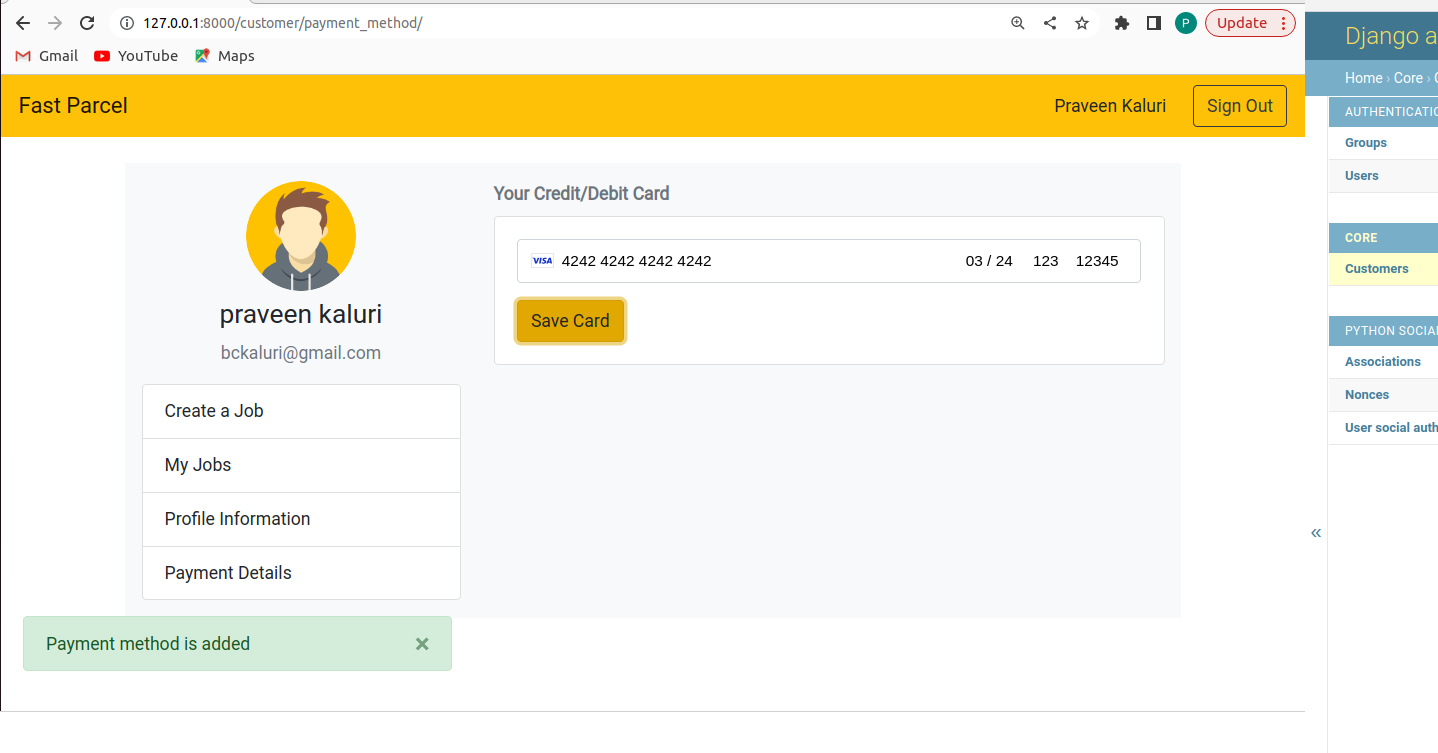 127.0.0.1:8000/customer/payment_method/
P
Update
Gmail YouTube Maps
Fast Parcel
Praveen Kaluri
Sign Out
praveen kaluri
bckaluri@gmail.com
Create a Job
My Jobs
Profile Information
Payment Details
Your Credit/Debit Card
VISA 4242 4242 4242 4242 03 / 24 123 12345
Save Card
Payment method is added ×
Django a
Home › Core ›
AUTHENTICATIO
Groups
Users
CORE
Customers
PYTHON SOCIAL
Associations
Nonces
User social auth
«